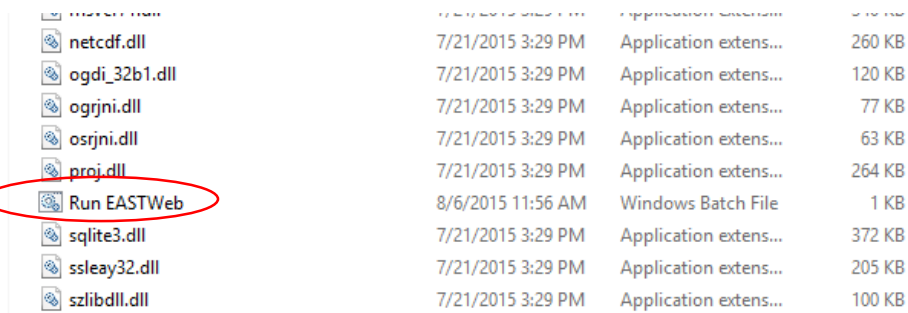 netcdf.dll 7/21/2015 3:29 PM Application extens... 260 KB
ogdi_32b1.dll 7/21/2015 3:29 PM Application extens... 120 KB
ogrjni.dll 7/21/2015 3:29 PM Application extens... 77 KB
osrjni.dll 7/21/2015 3:29 PM Application extens... 63 KB
proj.dll 7/21/2015 3:29 PM Application extens... 264 KB
Run EASTWeb 8/6/2015 11:56 AM Windows Batch File 1 KB
sqlite3.dll 7/21/2015 3:29 PM Application extens... 372 KB
ssleay32.dll 7/21/2015 3:29 PM Application extens... 205 KB
szlibdll.dll 7/21/2015 3:29 PM Application extens... 100 KB